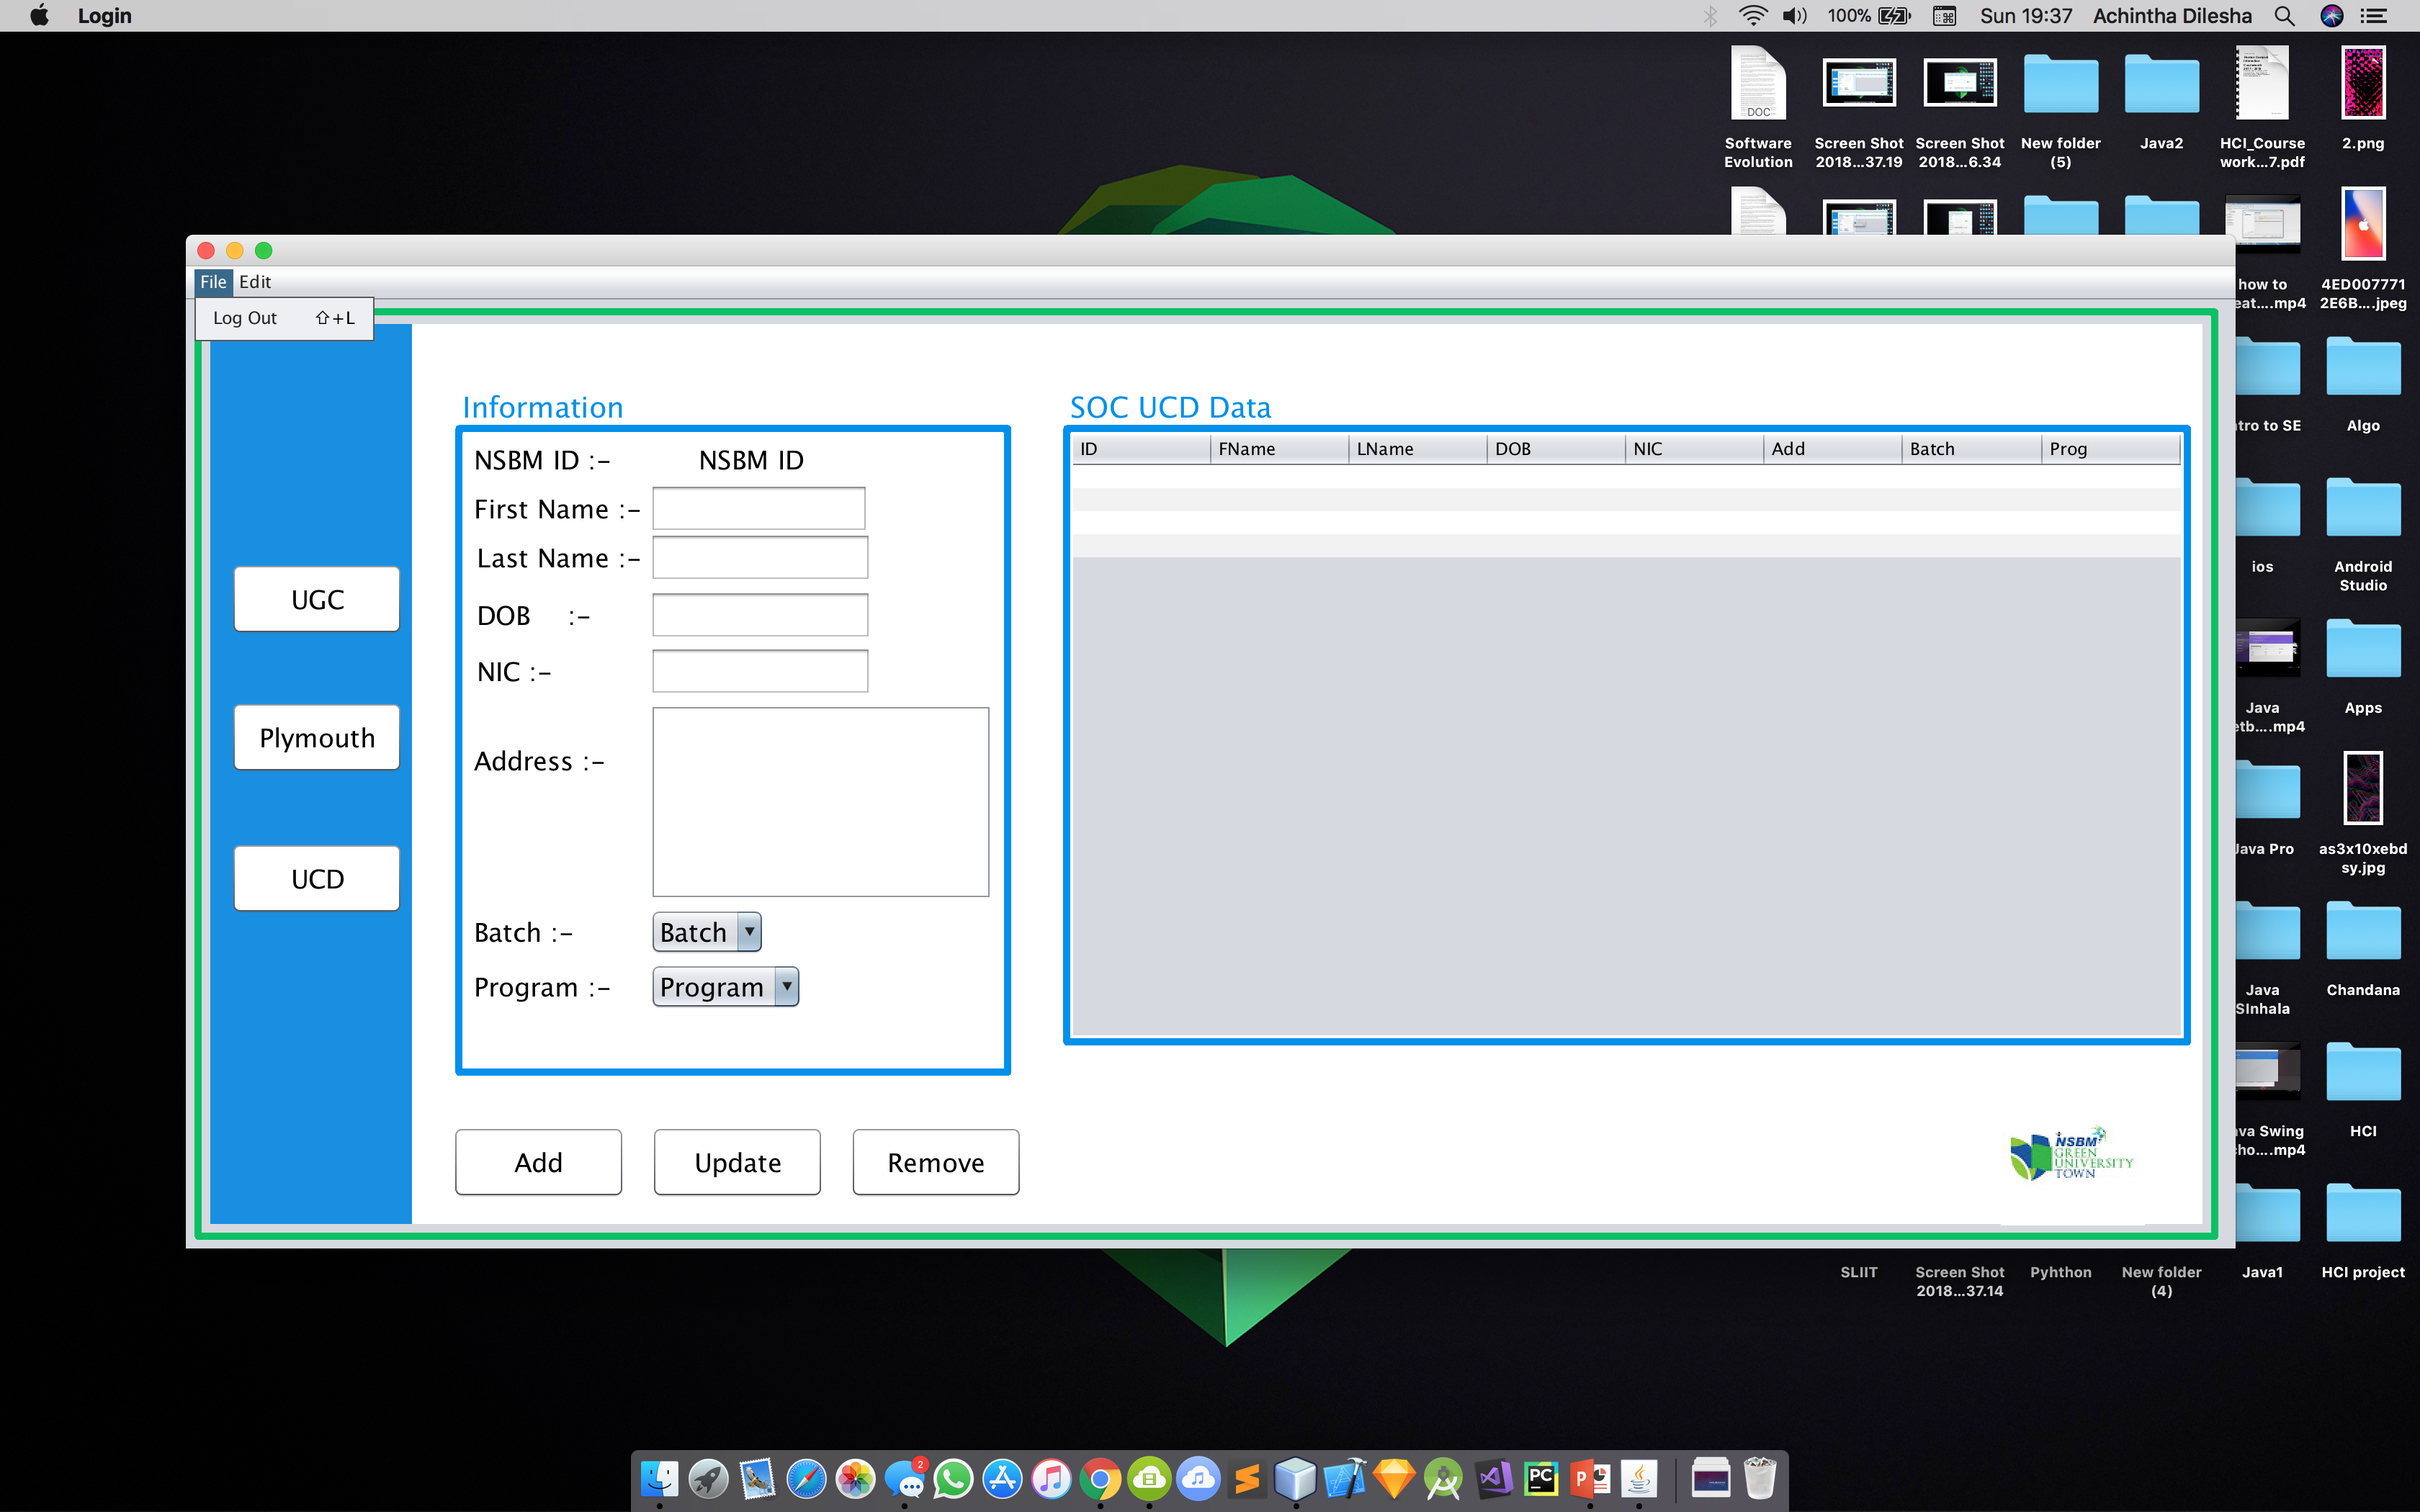 Login
100%
Sun 19:37
Achintha Dilesha
DOC
Software
Evolution
Screen Shot
2018...37.19
Screen Shot
2018...6.34
New folder
(5)
Java2
HCI_Course
work...7.pdf
2.png
how to
eat....mp4
4ED007771
2E6B....jpeg
File Edit
Log Out ⇧+L
Information
SOC UCD Data
NSBM ID :-
NSBM ID
First Name :-
Last Name :-
DOB :-
NIC :-
Address :-
Batch :-
Batch
Program :-
Program
ID FName LName DOB NIC Add Batch Prog
UGC
Plymouth
UCD
Add
Update
Remove
NSBM
GREEN
UNIVERSITY
TOWN
tro to SE
Algo
ios
Android
Studio
Java
etb....mp4
Apps
Java Pro
as3x10xebd
sy.jpg
Java
SInhala
Chandana
va Swing
ho....mp4
HCI
SLIIT
Screen Shot
2018...37.14
Pyhthon
New folder
(4)
Java1
HCI project
2
PC
P